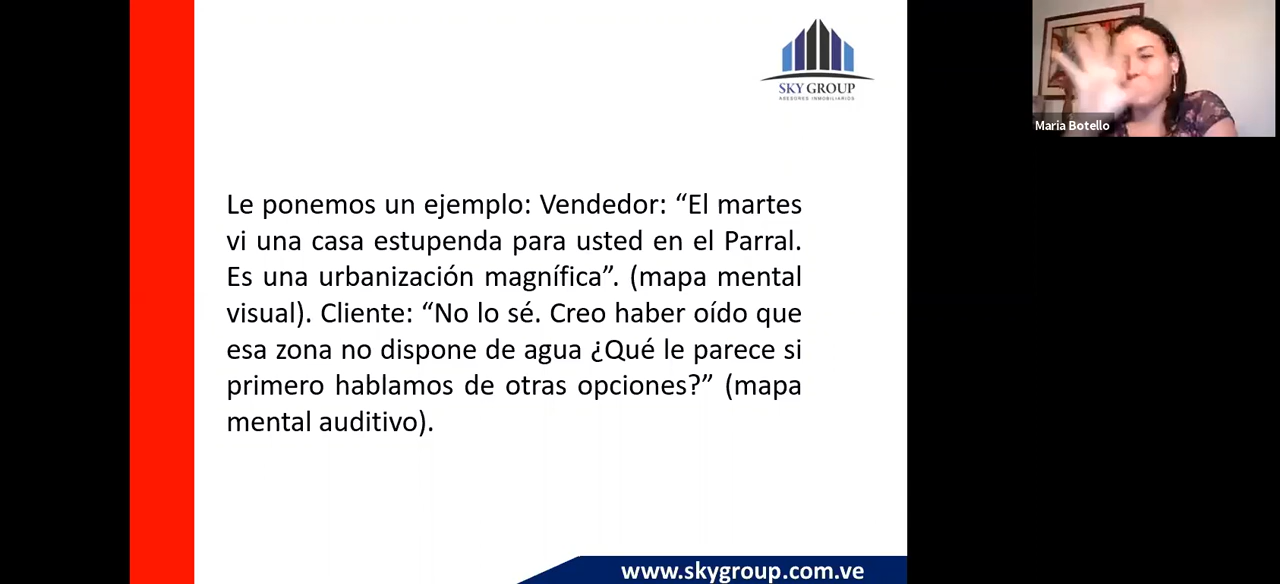 SKY GROUP
ASESORES INMOBILIARIOS
Maria Botello
Le ponemos un ejemplo: Vendedor: “El martes
vi una casa estupenda para usted en el Parral.
Es una urbanización magnífica”. (mapa mental
visual). Cliente: “No lo sé. Creo haber oído que
esa zona no dispone de agua ¿Qué le parece si
primero hablamos de otras opciones?” (mapa
mental auditivo).
www.skygroup.com.ve